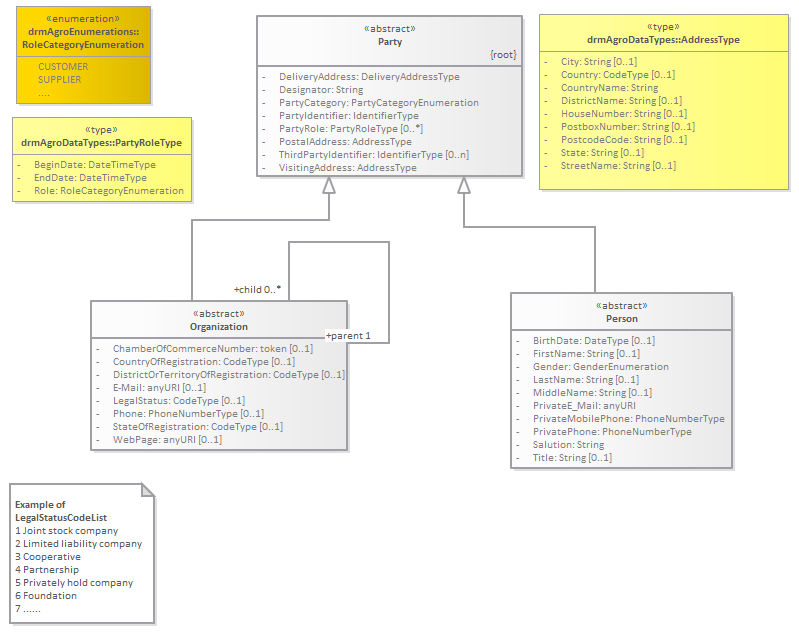 «enumeration»
drmAgroEnumerations::
RoleCategoryEnumeration
CUSTOMER
SUPPLIER
....
«type»
drmAgroDataTypes::PartyRoleType
- BeginDate: DateTimeType
- EndDate: DateTimeType
- Role: RoleCategoryEnumeration
«abstract»
Party
{root}
- DeliveryAddress: DeliveryAddressType
- Designator: String
- PartyCategory: PartyCategoryEnumeration
- PartyIdentifier: IdentifierType
- PartyRole: PartyRoleType [0..*]
- PostalAddress: AddressType
- ThirdPartyIdentifier: IdentifierType [0..n]
- VisitingAddress: AddressType
«type»
drmAgroDataTypes::AddressType
- City: String [0..1]
- Country: CodeType [0..1]
- CountryName: String
- DistrictName: String [0..1]
- HouseNumber: String [0..1]
- PostboxNumber: String [0..1]
- PostcodeCode: String [0..1]
- State: String [0..1]
- StreetName: String [0..1]
+child 0..*
+parent 1
«abstract»
Organization
- ChamberOfCommerceNumber: token [0..1]
- CountryOfRegistration: CodeType [0..1]
- DistrictOrTerritoryOfRegistration: CodeType [0..1]
- E-Mail: anyURI [0..1]
- LegalStatus: CodeType [0..1]
- Phone: PhoneNumberType [0..1]
- StateOfRegistration: CodeType [0..1]
- WebPage: anyURI [0..1]
«abstract»
Person
- BirthDate: DateType [0..1]
- FirstName: String [0..1]
- Gender: GenderEnumeration
- LastName: String [0..1]
- MiddleName: String [0..1]
- PrivateE_Mail: anyURI
- PrivateMobilePhone: PhoneNumberType
- PrivatePhone: PhoneNumberType
- Salution: String
- Title: String [0..1]
Example of
LegalStatusCodeList
1 Joint stock company
2 Limited liability company
3 Cooperative
4 Partnership
5 Privately hold company
6 Foundation
7 ......